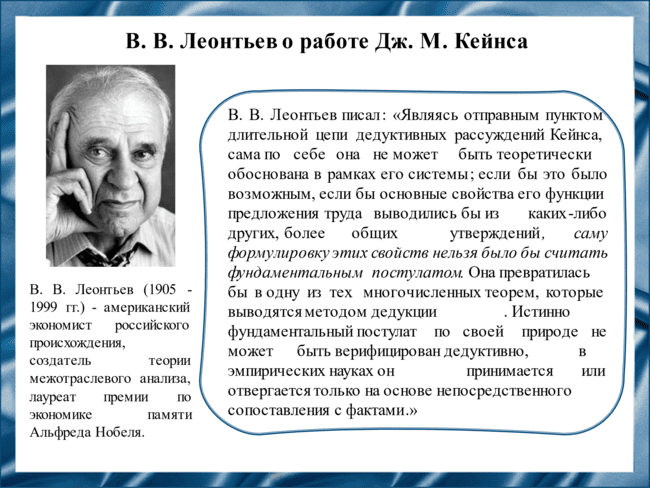 В. В. Леонтьев о работе Дж. М. Кейнса
В. В. Леонтьев (1905 -
1999 гг.) - американский
экономист российского
происхождения,
создатель теории
межотраслевого анализа,
лауреат премии по
экономике памяти
Альфреда Нобеля.
В. В. Леонтьев писал: «Являясь отправным пунктом
длительной цепи дедуктивных рассуждений Кейнса,
сама по себе она не может быть теоретически
обоснована в рамках его системы; если бы это было
возможным, если бы основные свойства его функции
предложения труда выводились бы из каких-либо
других, более общих утверждений, саму
формулировку этих свойств нельзя было бы считать
фундаментальным постулатом. Она превратилась
бы в одну из тех многочисленных теорем, которые
выводятся методом дедукции . Истинно
фундаментальный постулат по своей природе не
может быть верифицирован дедуктивно, в
эмпирических науках он принимается или
отвергается только на основе непосредственного
сопоставления с фактами.»